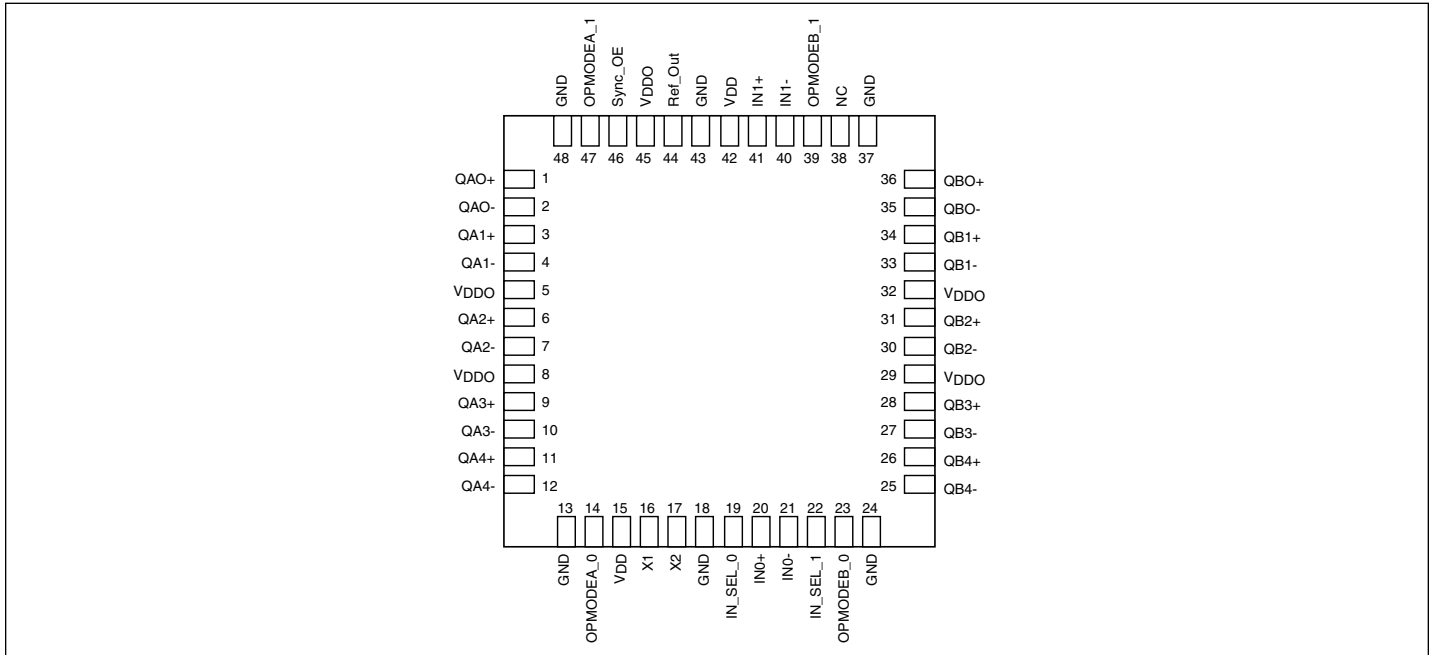 GND
OPMODEA_1
Sync_OE
VDDO
Ref_Out
GND
VDD
IN1+
IN1-
OPMODEB_1
NC
GND
48 47 46 45 44 43 42 41 40 39 38 37
QAO+ 1
QAO- 2
QA1+ 3
QA1- 4
VDDO 5
QA2+ 6
QA2- 7
VDDO 8
QA3+ 9
QA3- 10
QA4+ 11
QA4- 12
36 QBO+
35 QBO-
34 QB1+
33 QB1-
32 VDDO
31 QB2+
30 QB2-
29 VDDO
28 QB3+
27 QB3-
26 QB4+
25 QB4-
13 14 15 16 17 18 19 20 21 22 23 24
GND
OPMODEA_0
VDD
X1
X2
GND
IN_SEL_0
IN0+
IN0-
IN_SEL_1
OPMODEB_0
GND